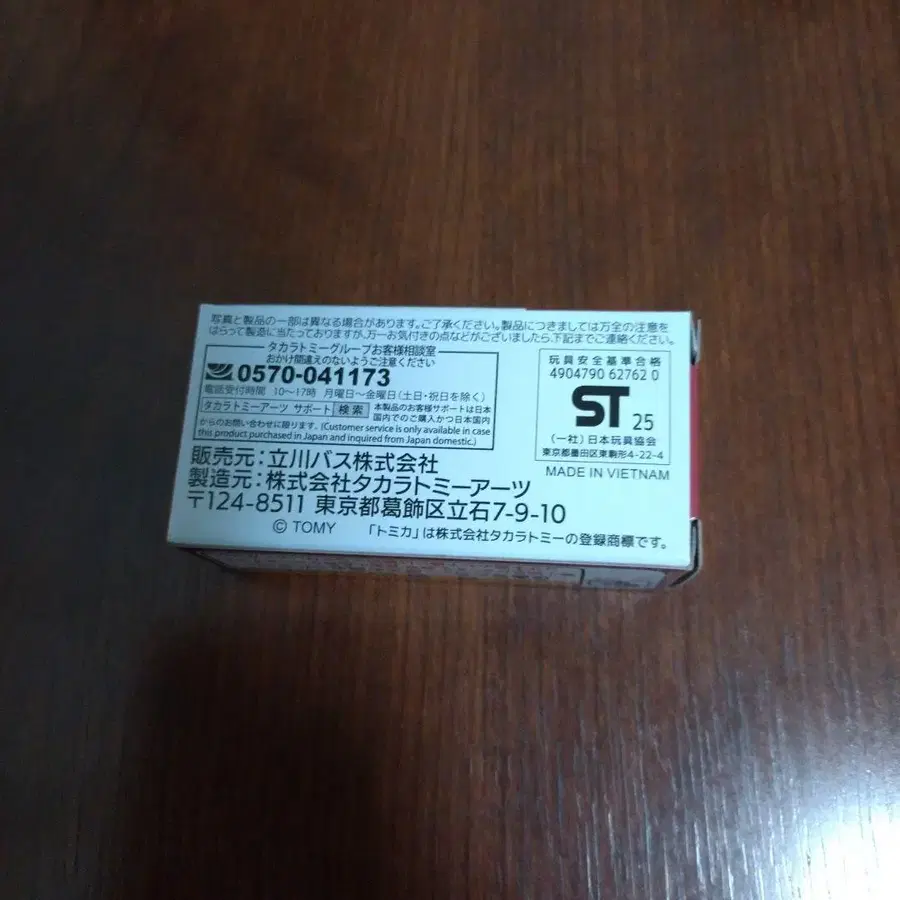 写真と製品の一部は異なる場合があります。ご了承ください。製品につきましては万全の注意を
はらって製造に当たっておりますが、万一お気付きの点などがございましたら、下記までご連絡ください。
タカラトミーグループお客様相談室
おかけ間違えのないようご注意ください
0570-041173
電話受付時間 10〜17時 月曜日〜金曜日(土日・祝日を除く)
タカラトミーアーツ サポート 検索 本製品のお客様サポートは日本
国内でのご購入かつ日本国内
からのお問い合わせに限ります。(Customer service is only available in case
this product purchased in Japan and inquired from Japan domestic.)
玩具安全基準合格
4904790 62762 0
ST 25
(一社)日本玩具協会
東京都墨田区東駒形4-22-4
MADE IN VIETNAM
販売元:立川バス株式会社
製造元:株式会社タカラトミーアーツ
〒124-8511 東京都葛飾区立石7-9-10
© TOMY 「トミカ」は株式会社タカラトミーの登録商標です。